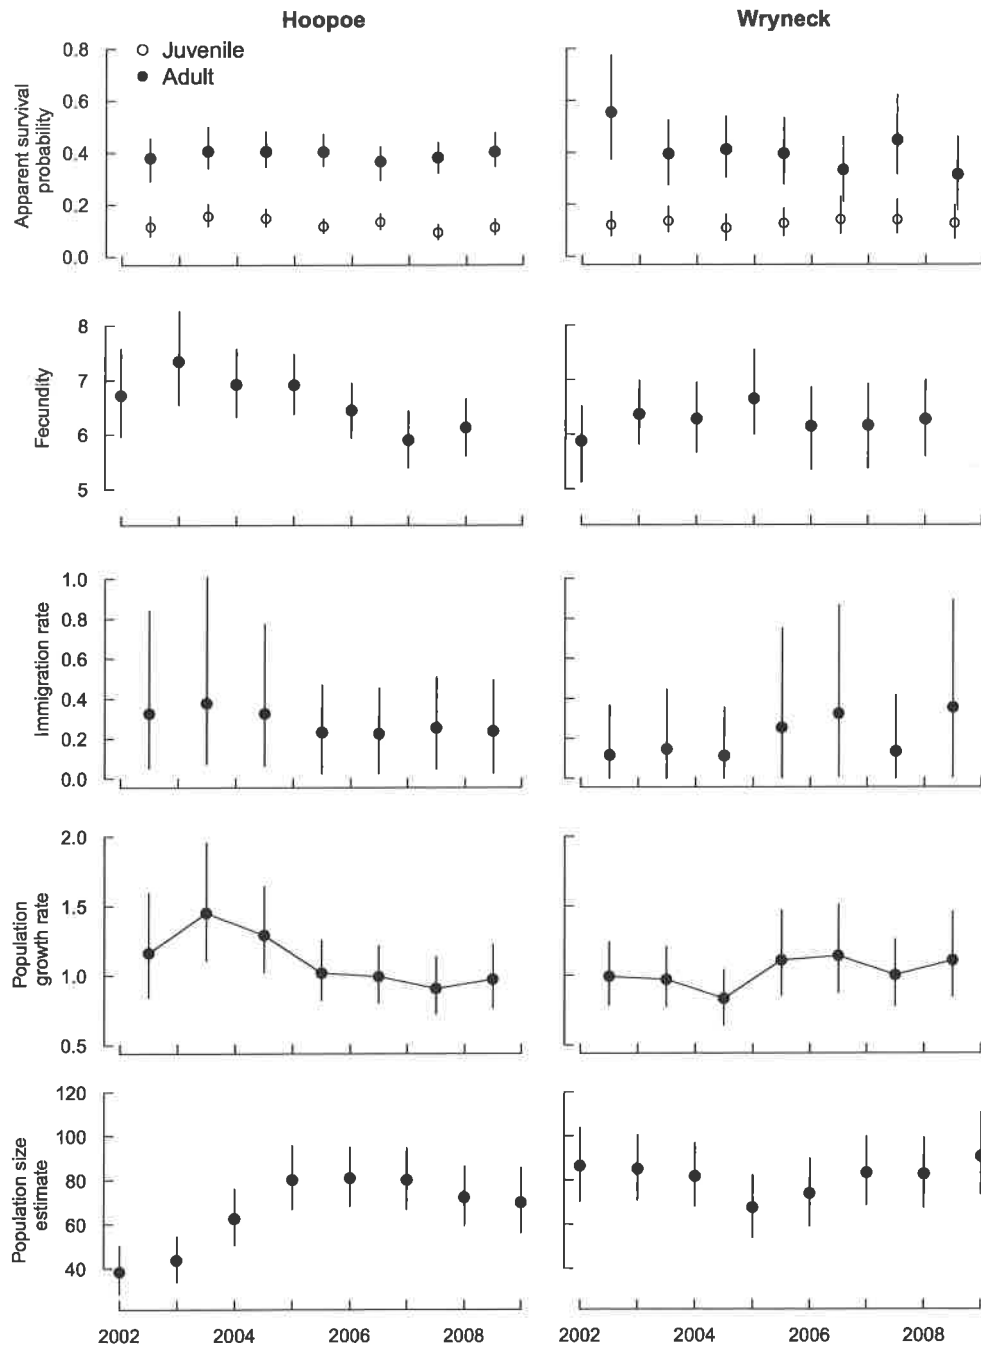 Hoopoe
Wryneck
Juvenile
Adult
Apparent survival
probability
0.8
0.6
0.4
0.2
0.0
Fecundity
8
7
6
5
Immigration rate
1.0
0.8
0.6
0.4
0.2
0.0
Population
growth rate
2.0
1.5
1.0
0.5
Population size
estimate
120
100
80
60
40
2002 2004 2006 2008
2002 2004 2006 2008